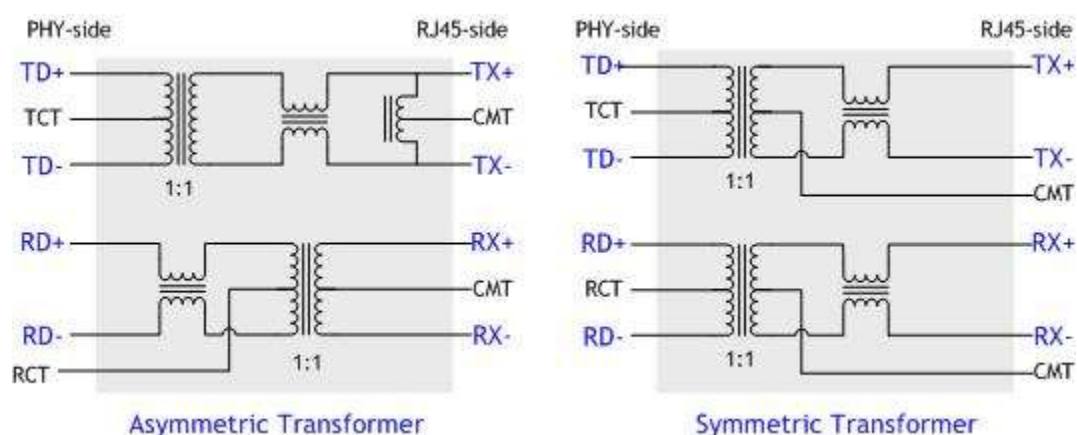 PHY-side RJ45-side PHY-side RJ45-side
TD+ TX+ TD+ TX+
TCT CMT TCT
TD- TX- TD- TX-
1:1 1:1
CMT
RD+ RX+ RD+ RX+
CMT RCT
RD- RX- RD- RX-
1:1 1:1
RCT CMT
Asymmetric Transformer Symmetric Transformer